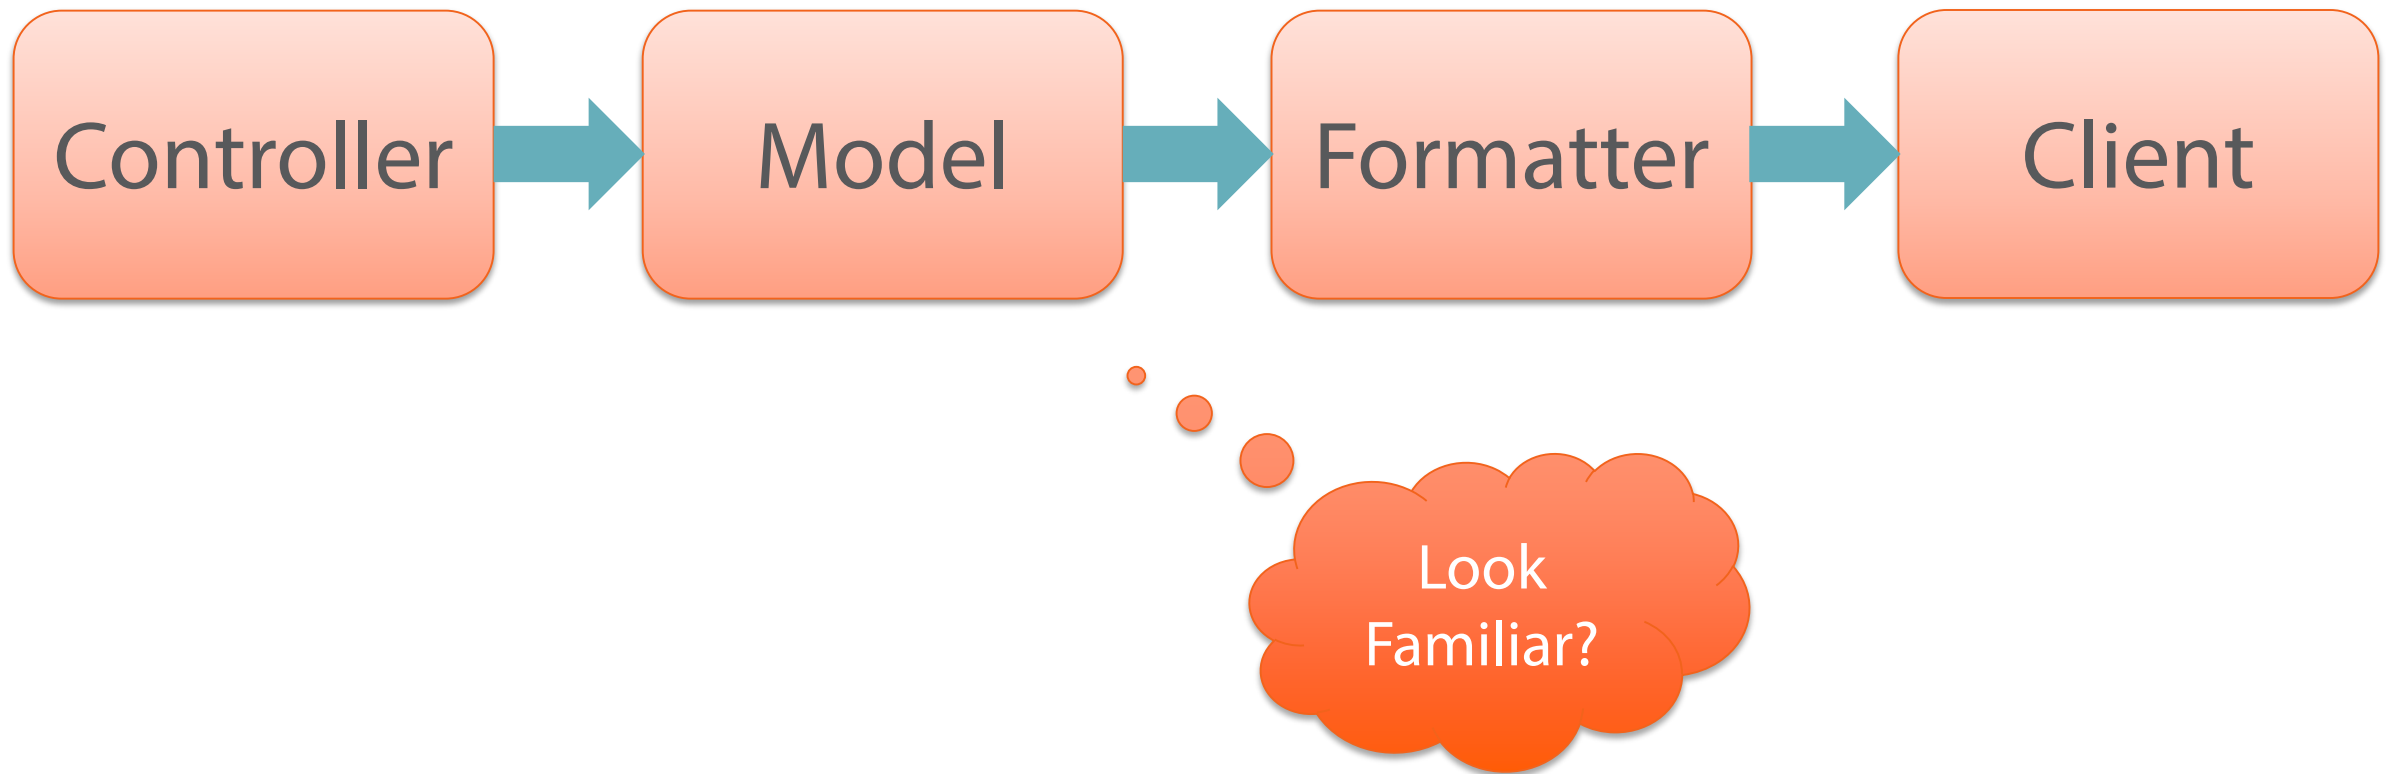 Controller
Model
Formatter
Client
Look
Familiar?